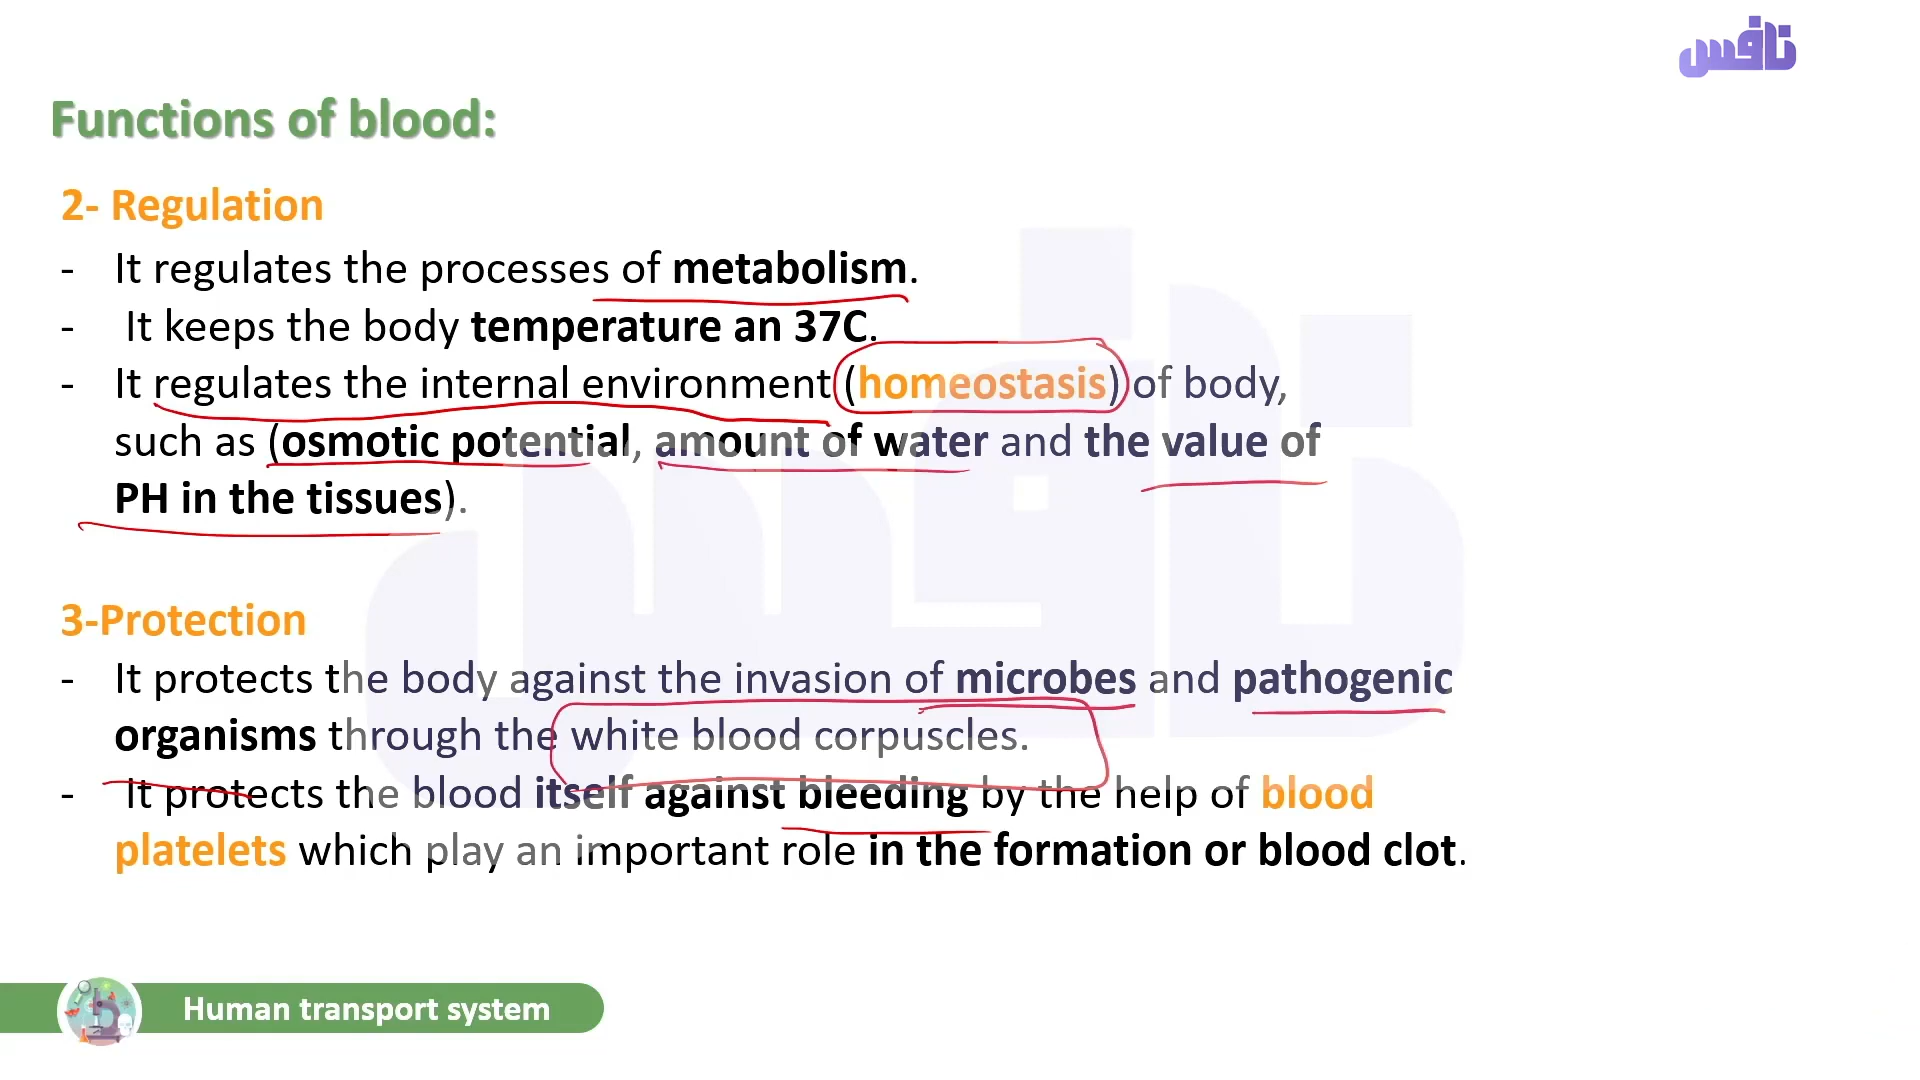 نافس
Functions of blood:
2- Regulation
- It regulates the processes of metabolism.
- It keeps the body temperature an 37C.
- It regulates the internal environment (homeostasis) of body,
such as (osmotic potential, amount of water and the value of
PH in the tissues).
3-Protection
- It protects the body against the invasion of microbes and pathogenic
organisms through the white blood corpuscles.
- It protects the blood itself against bleeding by the help of blood
platelets which play an important role in the formation or blood clot.
Human transport system